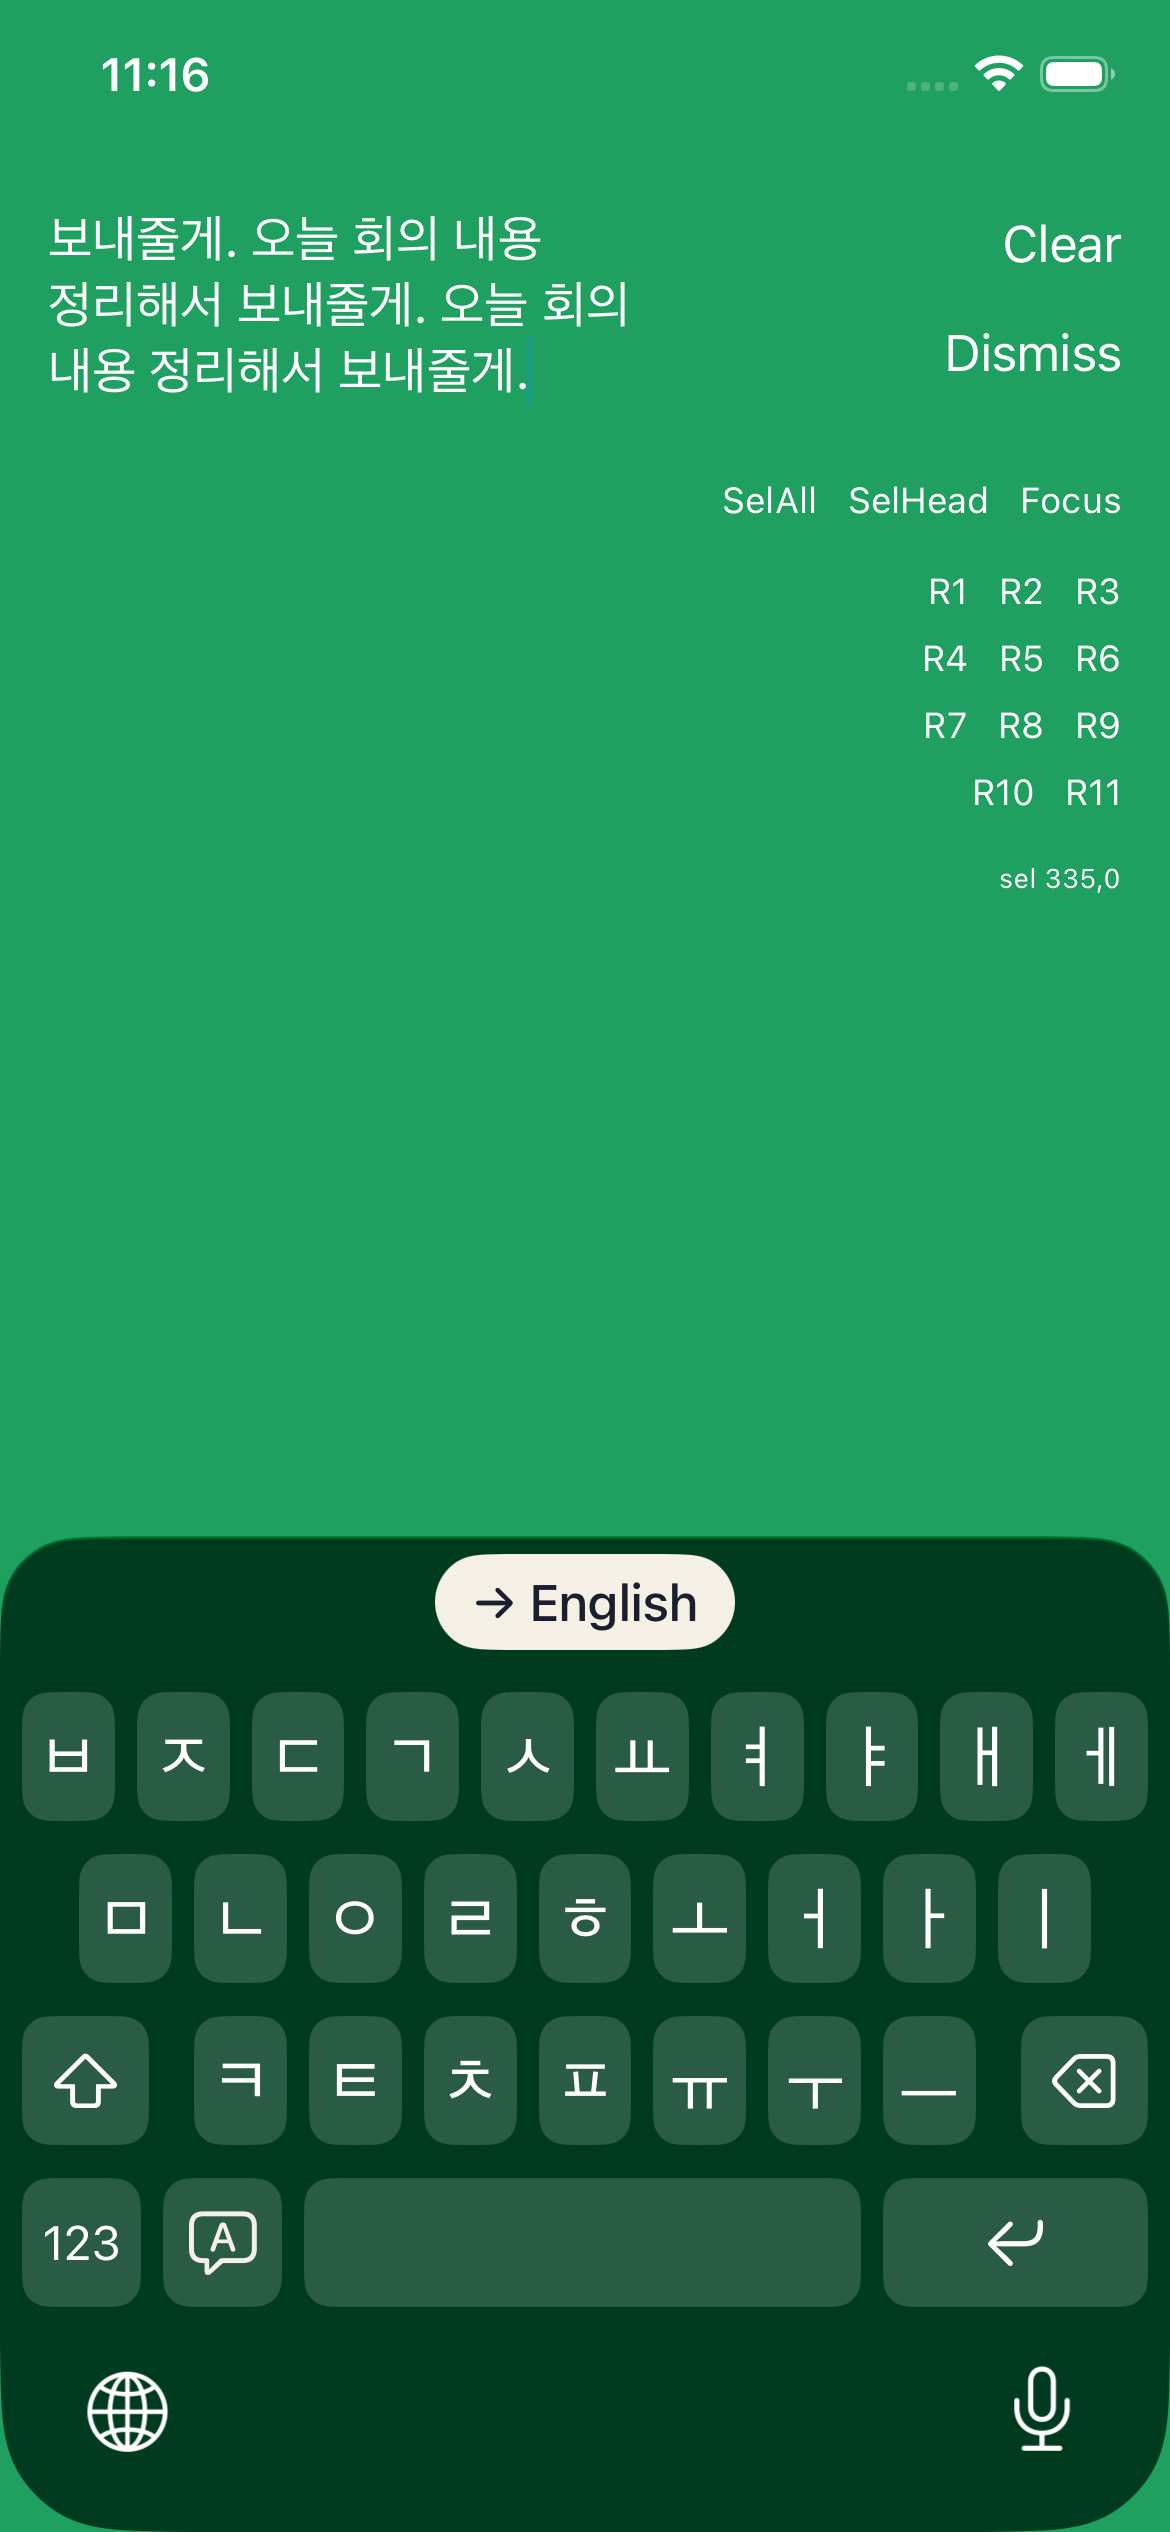 11:16
보내줄게. 오늘 회의 내용
정리해서 보내줄게. 오늘 회의
내용 정리해서 보내줄게.
Clear
Dismiss
SelAll SelHead Focus
R1 R2 R3
R4 R5 R6
R7 R8 R9
R10 R11
sel 335,0
→ English
ㅂ ㅈ ㄷ ㄱ ㅅ ㅛ ㅕ ㅑ ㅐ ㅔ
ㅁ ㄴ ㅇ ㄹ ㅎ ㅗ ㅓ ㅏ ㅣ
ㅋ ㅌ ㅊ ㅍ ㅠ ㅜ ㅡ
123 A